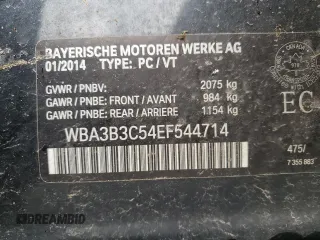 BAYERISCHE MOTOREN WERKE AG
01/2014 TYPE: PC / VT
GVWR / PNBV: 2075 kg
GAWR / PNBE: FRONT / AVANT 984 kg
GAWR / PNBE: REAR / ARRIERE 1154 kg
WBA3B3C54EF544714
EC
475/
7 355 883
© DREAMBID